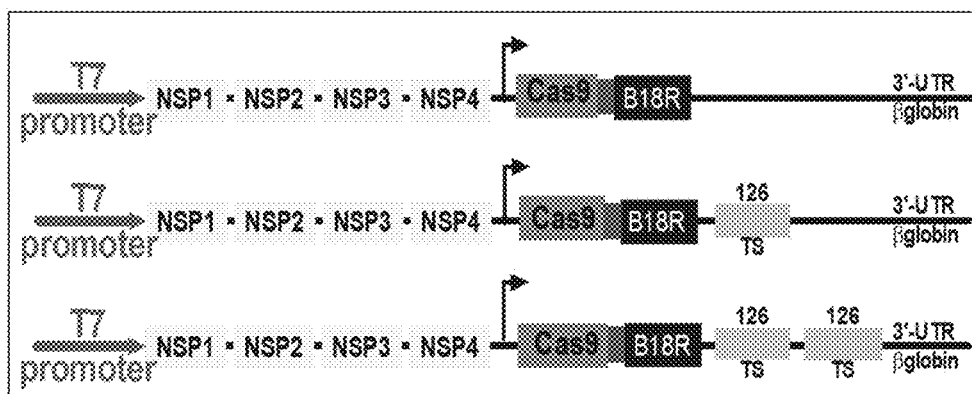 T7
promoter
NSP1 - NSP2 - NSP3 - NSP4
Cas9
B18R
3'-UTR
βglobin
T7
promoter
NSP1 - NSP2 - NSP3 - NSP4
Cas9
B18R
126
TS
3'-UTR
βglobin
T7
promoter
NSP1 - NSP2 - NSP3 - NSP4
Cas9
B18R
126
TS
126
TS
3'-UTR
βglobin